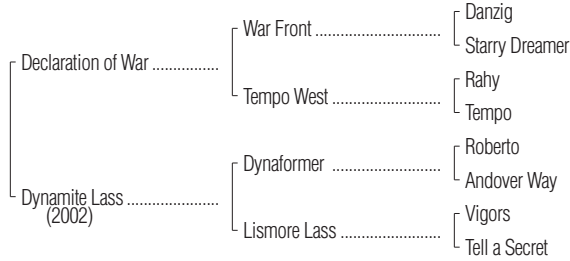 Danzig
War Front ........................
Starry Dreamer
Declaration of War ................
Rahy
Tempo West .....................
Tempo
Roberto
Dynaformer .....................
Andover Way
Dynamite Lass ..................
(2002)
Vigors
Lismore Lass ...................
Tell a Secret